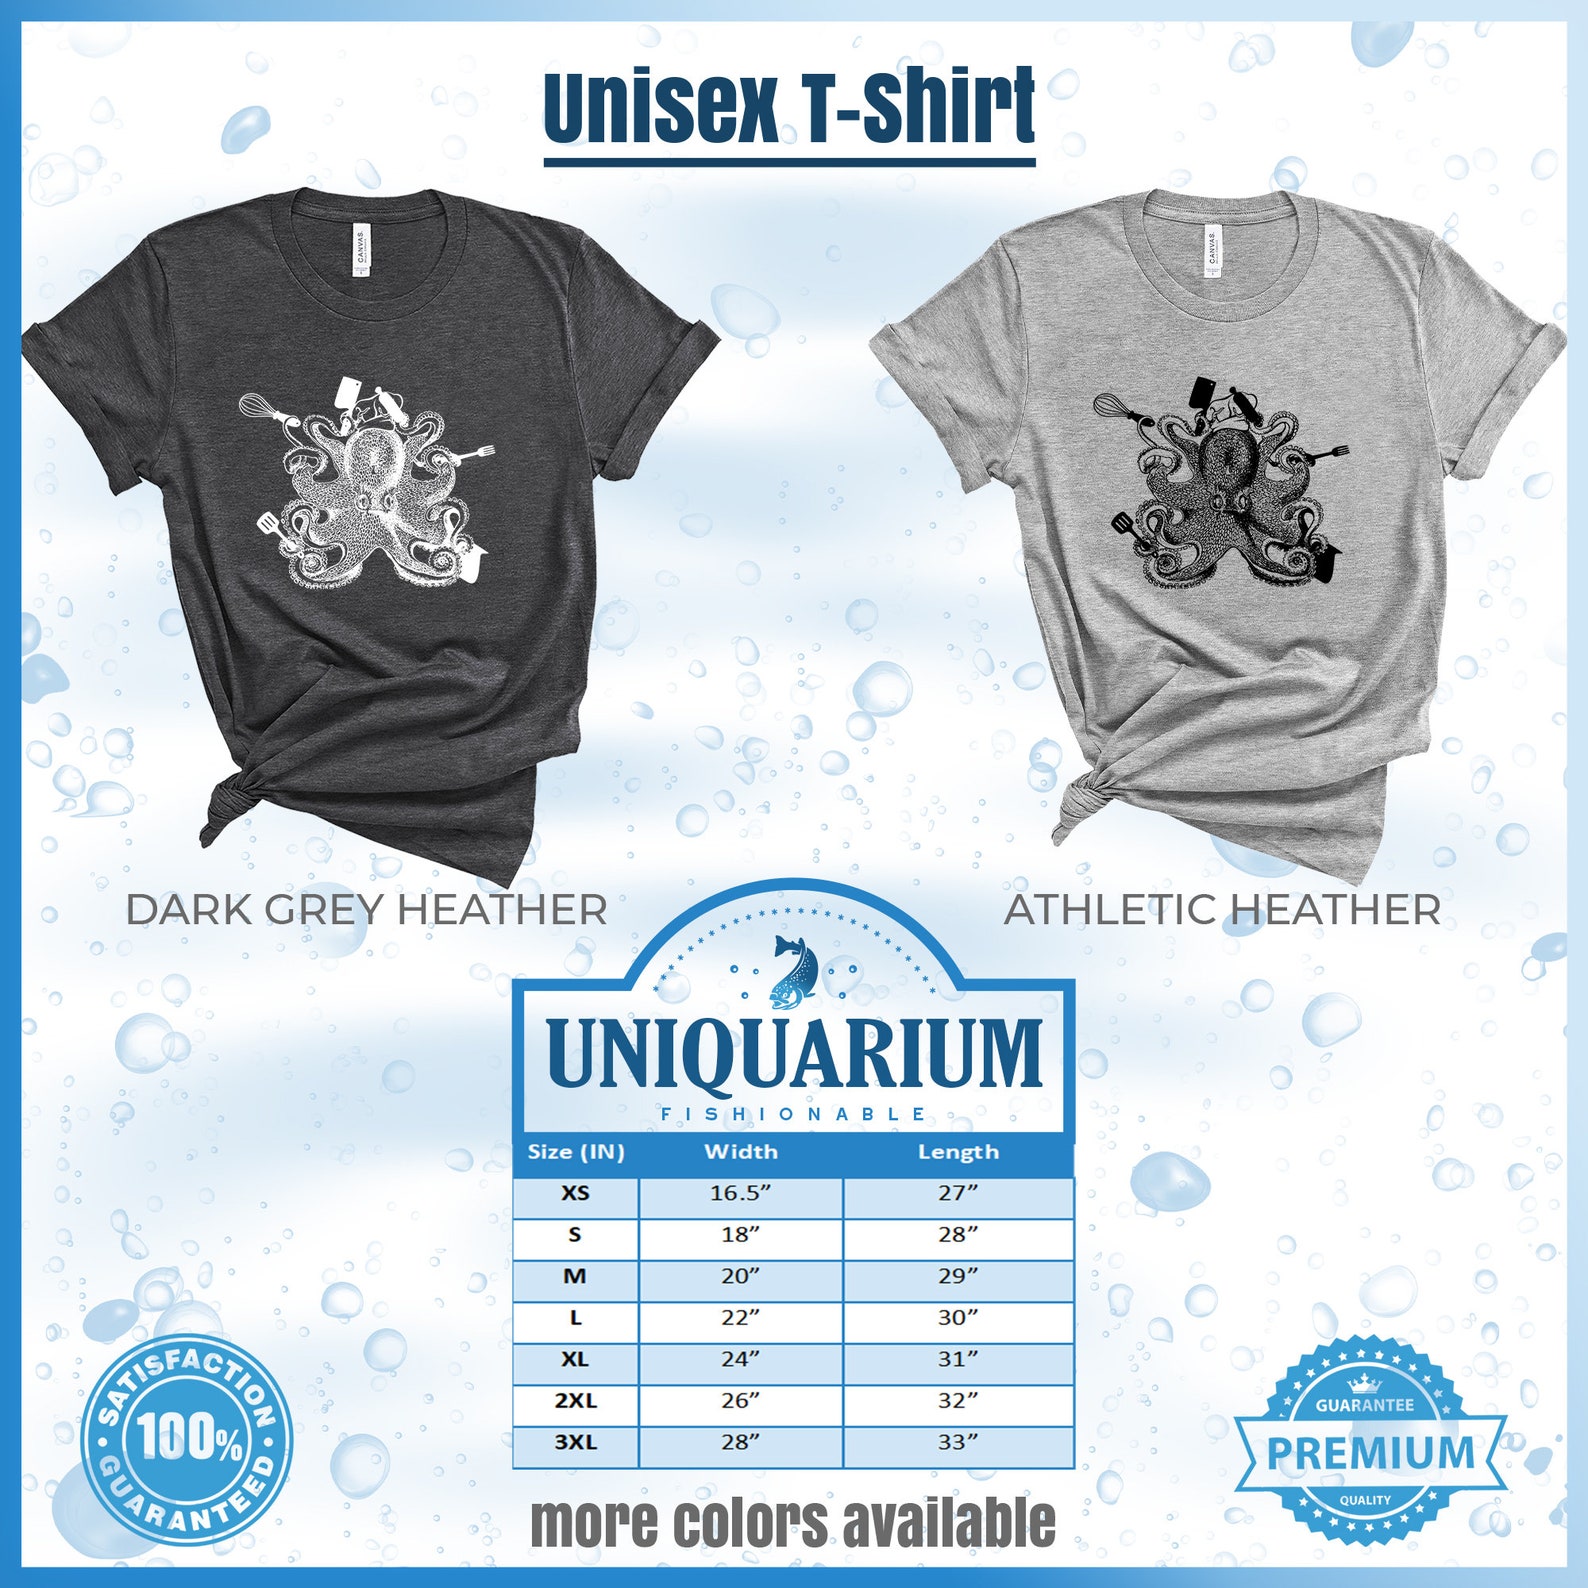 Unisex T-Shirt
CANVAS
CANVAS
DARK GREY HEATHER
ATHLETIC HEATHER
UNIQUARIUM
FISHIONABLE
Size (IN) Width Length
XS 16.5” 27”
S 18” 28”
M 20” 29”
L 22” 30”
XL 24” 31”
2XL 26” 32”
3XL 28” 33”
SATISFACTION
100%
GUARANTEED
GUARANTEE
PREMIUM
QUALITY
more colors available